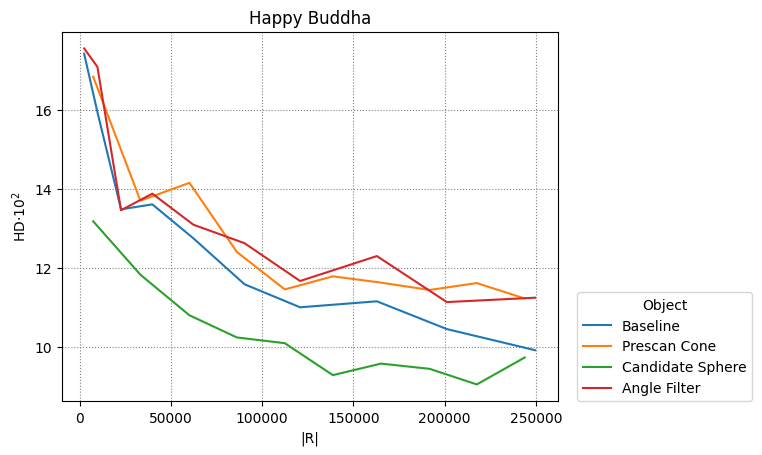 Happy Buddha
HD·10²
16
14
12
10
0 50000 100000 150000 200000 250000
|R|
Object
Baseline
Prescan Cone
Candidate Sphere
Angle Filter